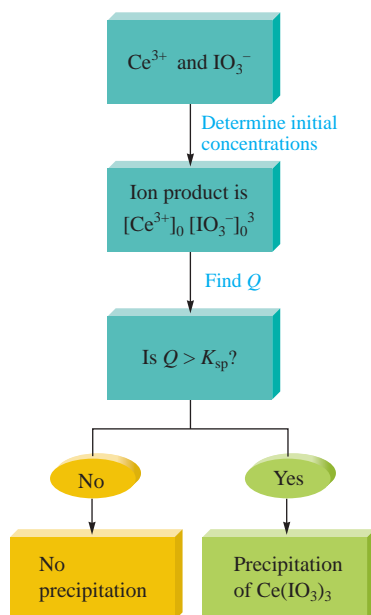 Ce³⁺ and IO₃⁻
Determine initial
concentrations
Ion product is
[Ce³⁺]₀ [IO₃⁻]₀³
Find Q
Is Q > Kₛₚ?
No
Yes
No
precipitation
Precipitation
of Ce(IO₃)₃